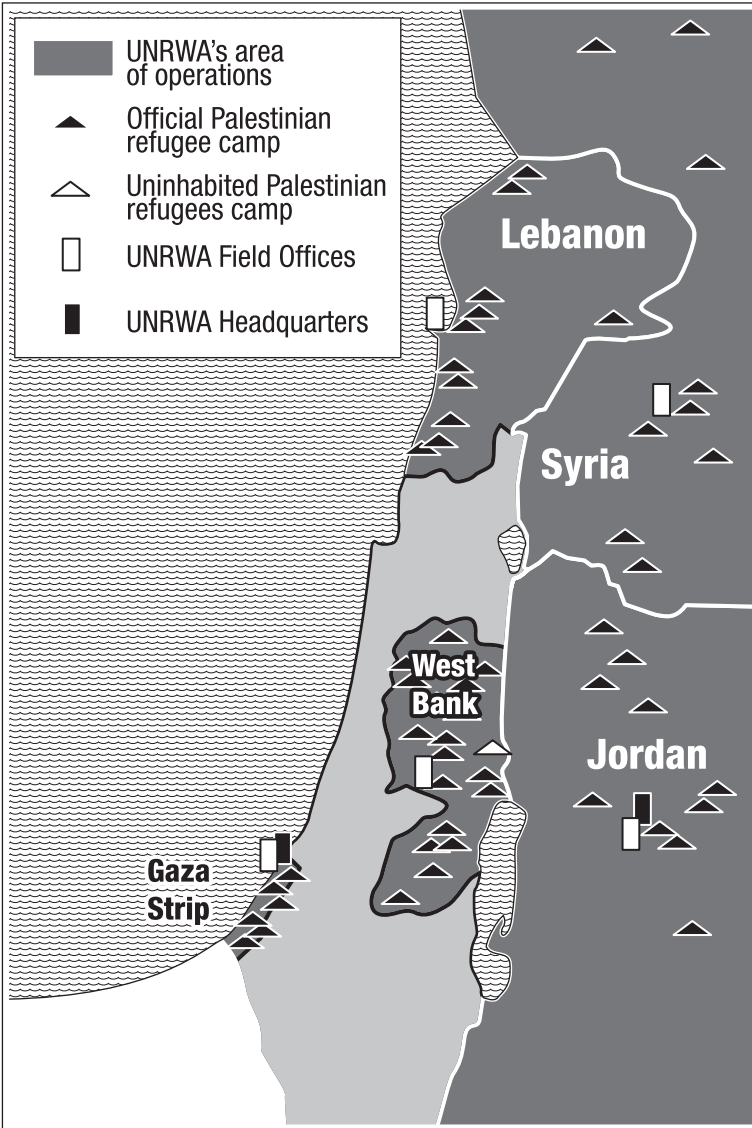 UNRWA's area
of operations
Official Palestinian
refugee camp
Uninhabited Palestinian
refugees camp
UNRWA Field Offices
UNRWA Headquarters
Lebanon
Syria
West
Bank
Jordan
Gaza
Strip